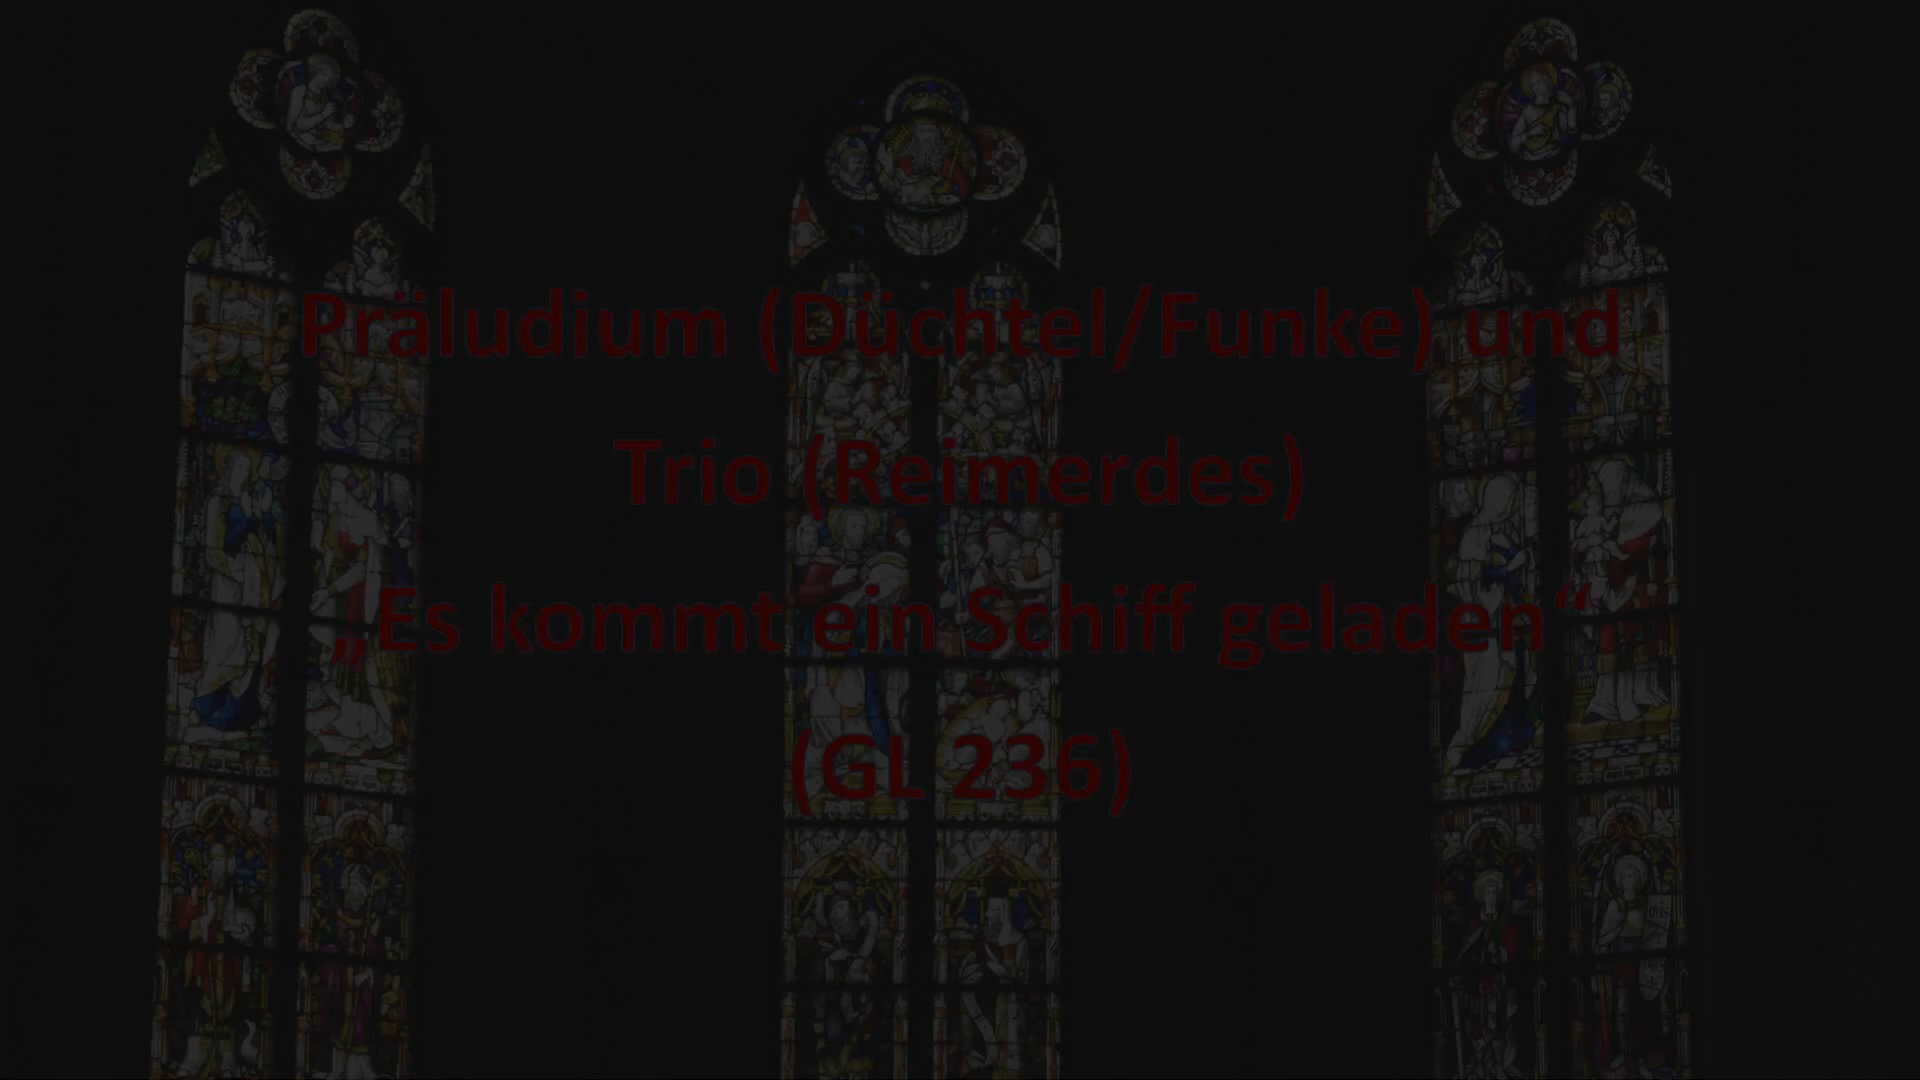 Präludium (Düchtel/Funke) und
Trio (Reimerdes)
„Es kommt ein Schiff geladen“
(GL 236)